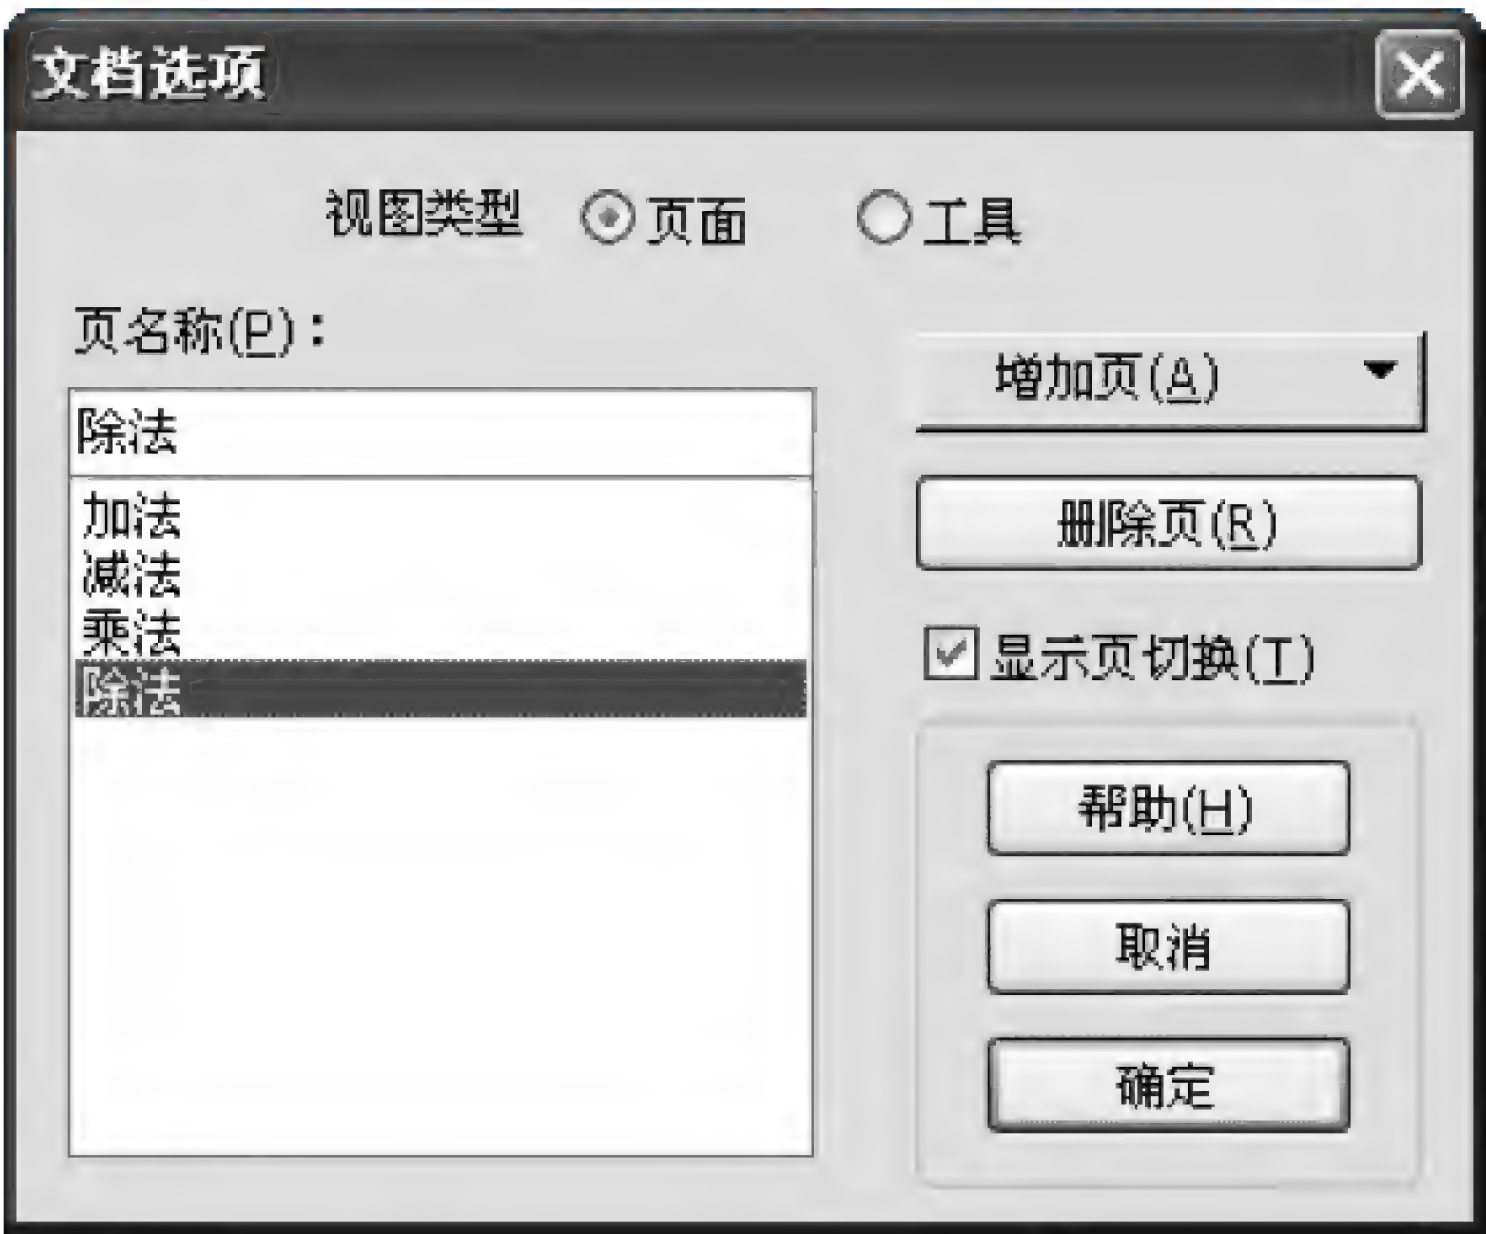 文档选项
视图类型 页面 工具
页名称(P)：
增加页(A)
除法
加法
减法
乘法
除法
删除页(R)
显示页切换(T)
帮助(H)
取消
确定